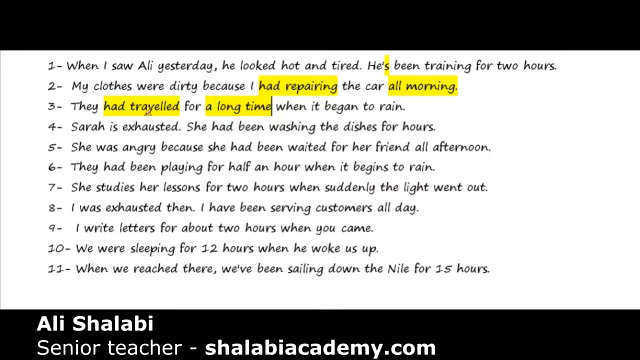 1- When I saw Ali yesterday, he looked hot and tired. He's been training for two hours.
2- My clothes were dirty because I had repairing the car all morning.
3- They had travelled for a long time when it began to rain.
4- Sarah is exhausted. She had been washing the dishes for hours.
5- She was angry because she had been waited for her friend all afternoon.
6- They had been playing for half an hour when it begins to rain.
7- She studies her lessons for two hours when suddenly the light went out.
8- I was exhausted then. I have been serving customers all day.
9- I write letters for about two hours when you came.
10- We were sleeping for 12 hours when he woke us up.
11- When we reached there, we've been sailing down the Nile for 15 hours.
Ali Shalabi
Senior teacher - shalabiacademy.com